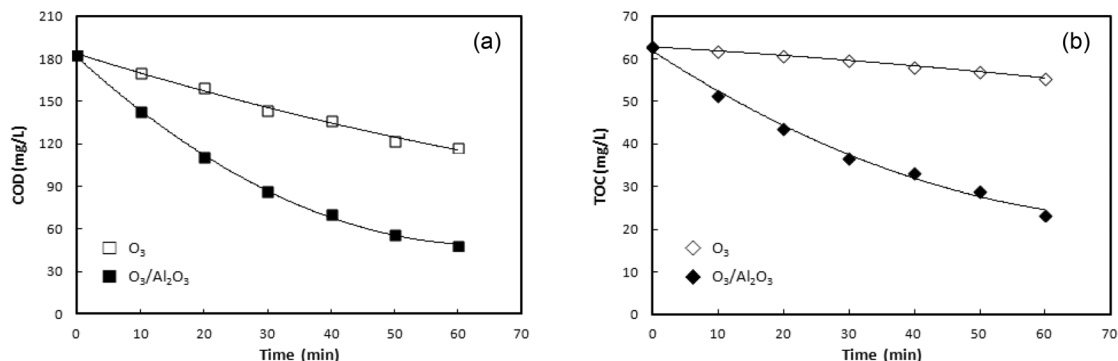 (a)
COD (mg/L)
210
180
150
120
90
60
30
0
O₃
O₃/Al₂O₃
0 10 20 30 40 50 60 70
Time (min)
(b)
TOC (mg/L)
70
60
50
40
30
20
10
0
O₃
O₃/Al₂O₃
0 10 20 30 40 50 60 70
Time (min)